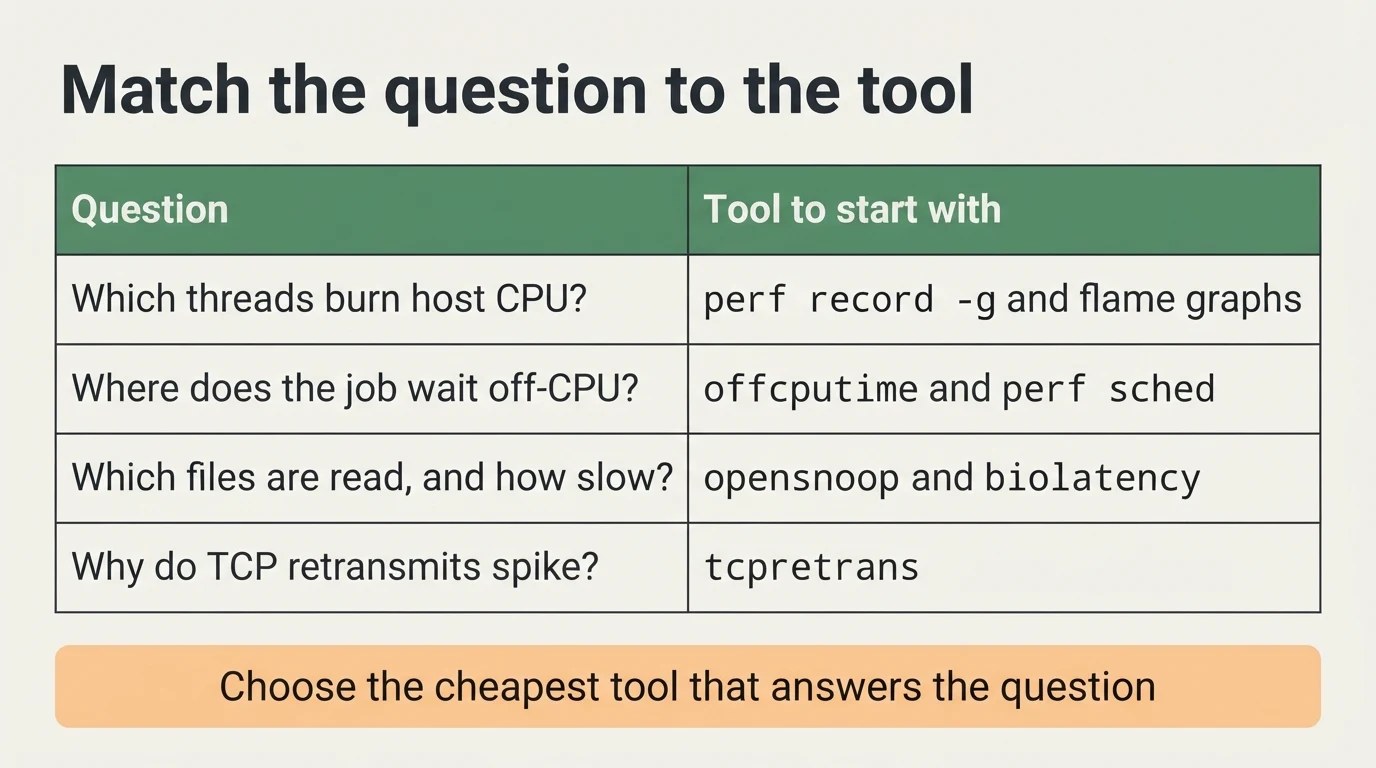 Match the question to the tool
Question
Tool to start with
Which threads burn host CPU?
perf record -g and flame graphs
Where does the job wait off-CPU?
offcputime and perf sched
Which files are read, and how slow?
opensnoop and biolatency
Why do TCP retransmits spike?
tcpretrans
Choose the cheapest tool that answers the question